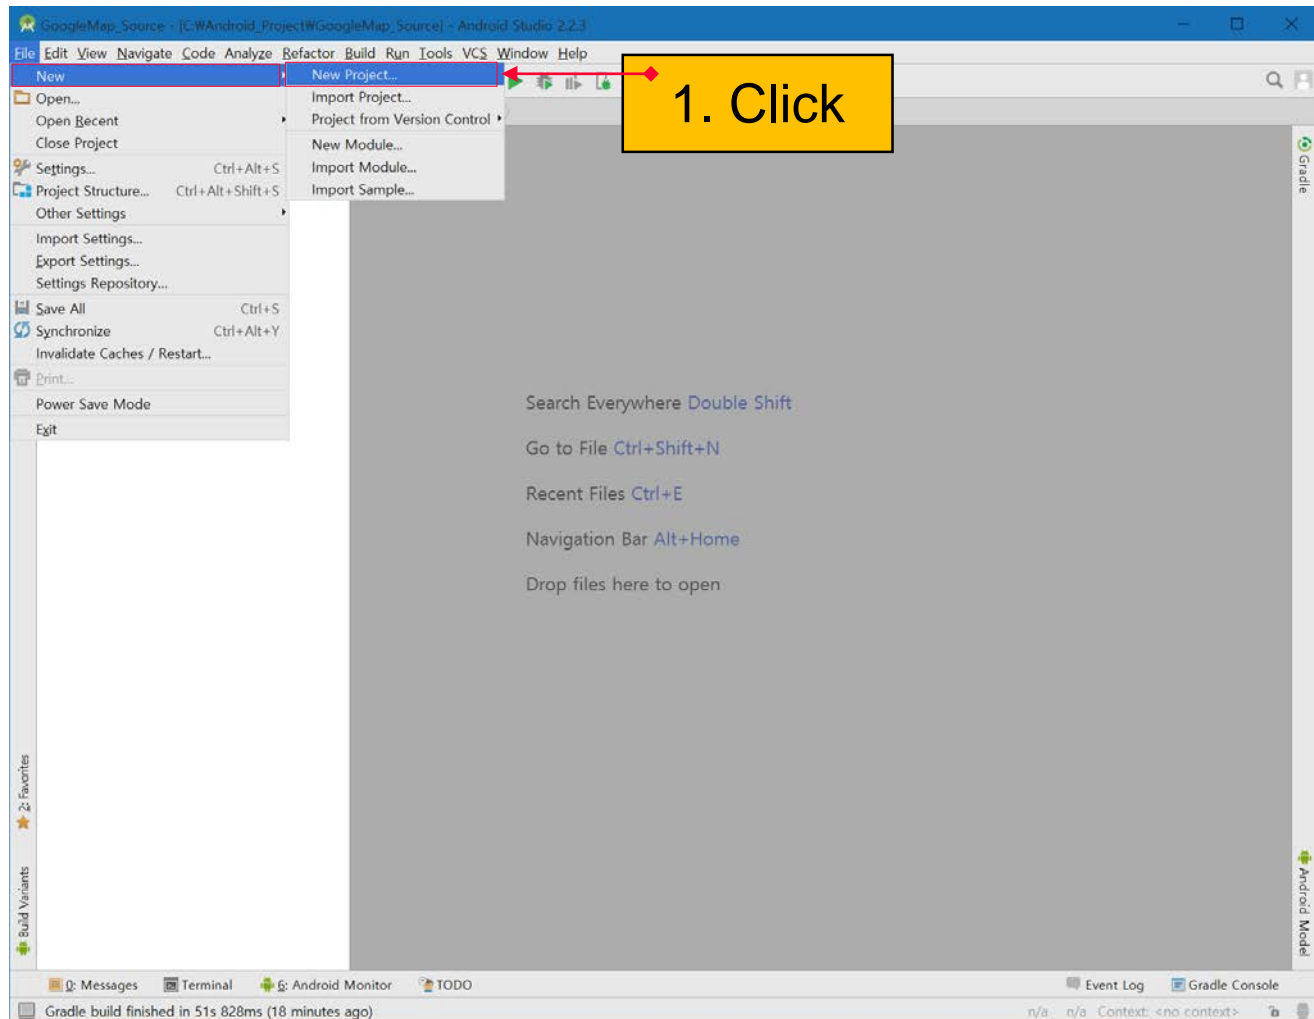 GoogleMap_Source - [C:₩Android_Project₩GoogleMap_Source] - Android Studio 2.2.3
File Edit View Navigate Code Analyze Refactor Build Run Tools VCS Window Help
New
Open...
Open Recent
Close Project
Settings... Ctrl+Alt+S
Project Structure... Ctrl+Alt+Shift+S
Other Settings
Import Settings...
Export Settings...
Settings Repository...
Save All Ctrl+S
Synchronize Ctrl+Alt+Y
Invalidate Caches / Restart...
Print...
Power Save Mode
Exit
New Project...
Import Project...
Project from Version Control
New Module...
Import Module...
Import Sample...
1. Click
Gradle
Search Everywhere Double Shift
Go to File Ctrl+Shift+N
Recent Files Ctrl+E
Navigation Bar Alt+Home
Drop files here to open
2: Favorites
Build Variants
Android Model
0: Messages Terminal 6: Android Monitor TODO Event Log Gradle Console
Gradle build finished in 51s 828ms (18 minutes ago) n/a n/a Context: <no context>